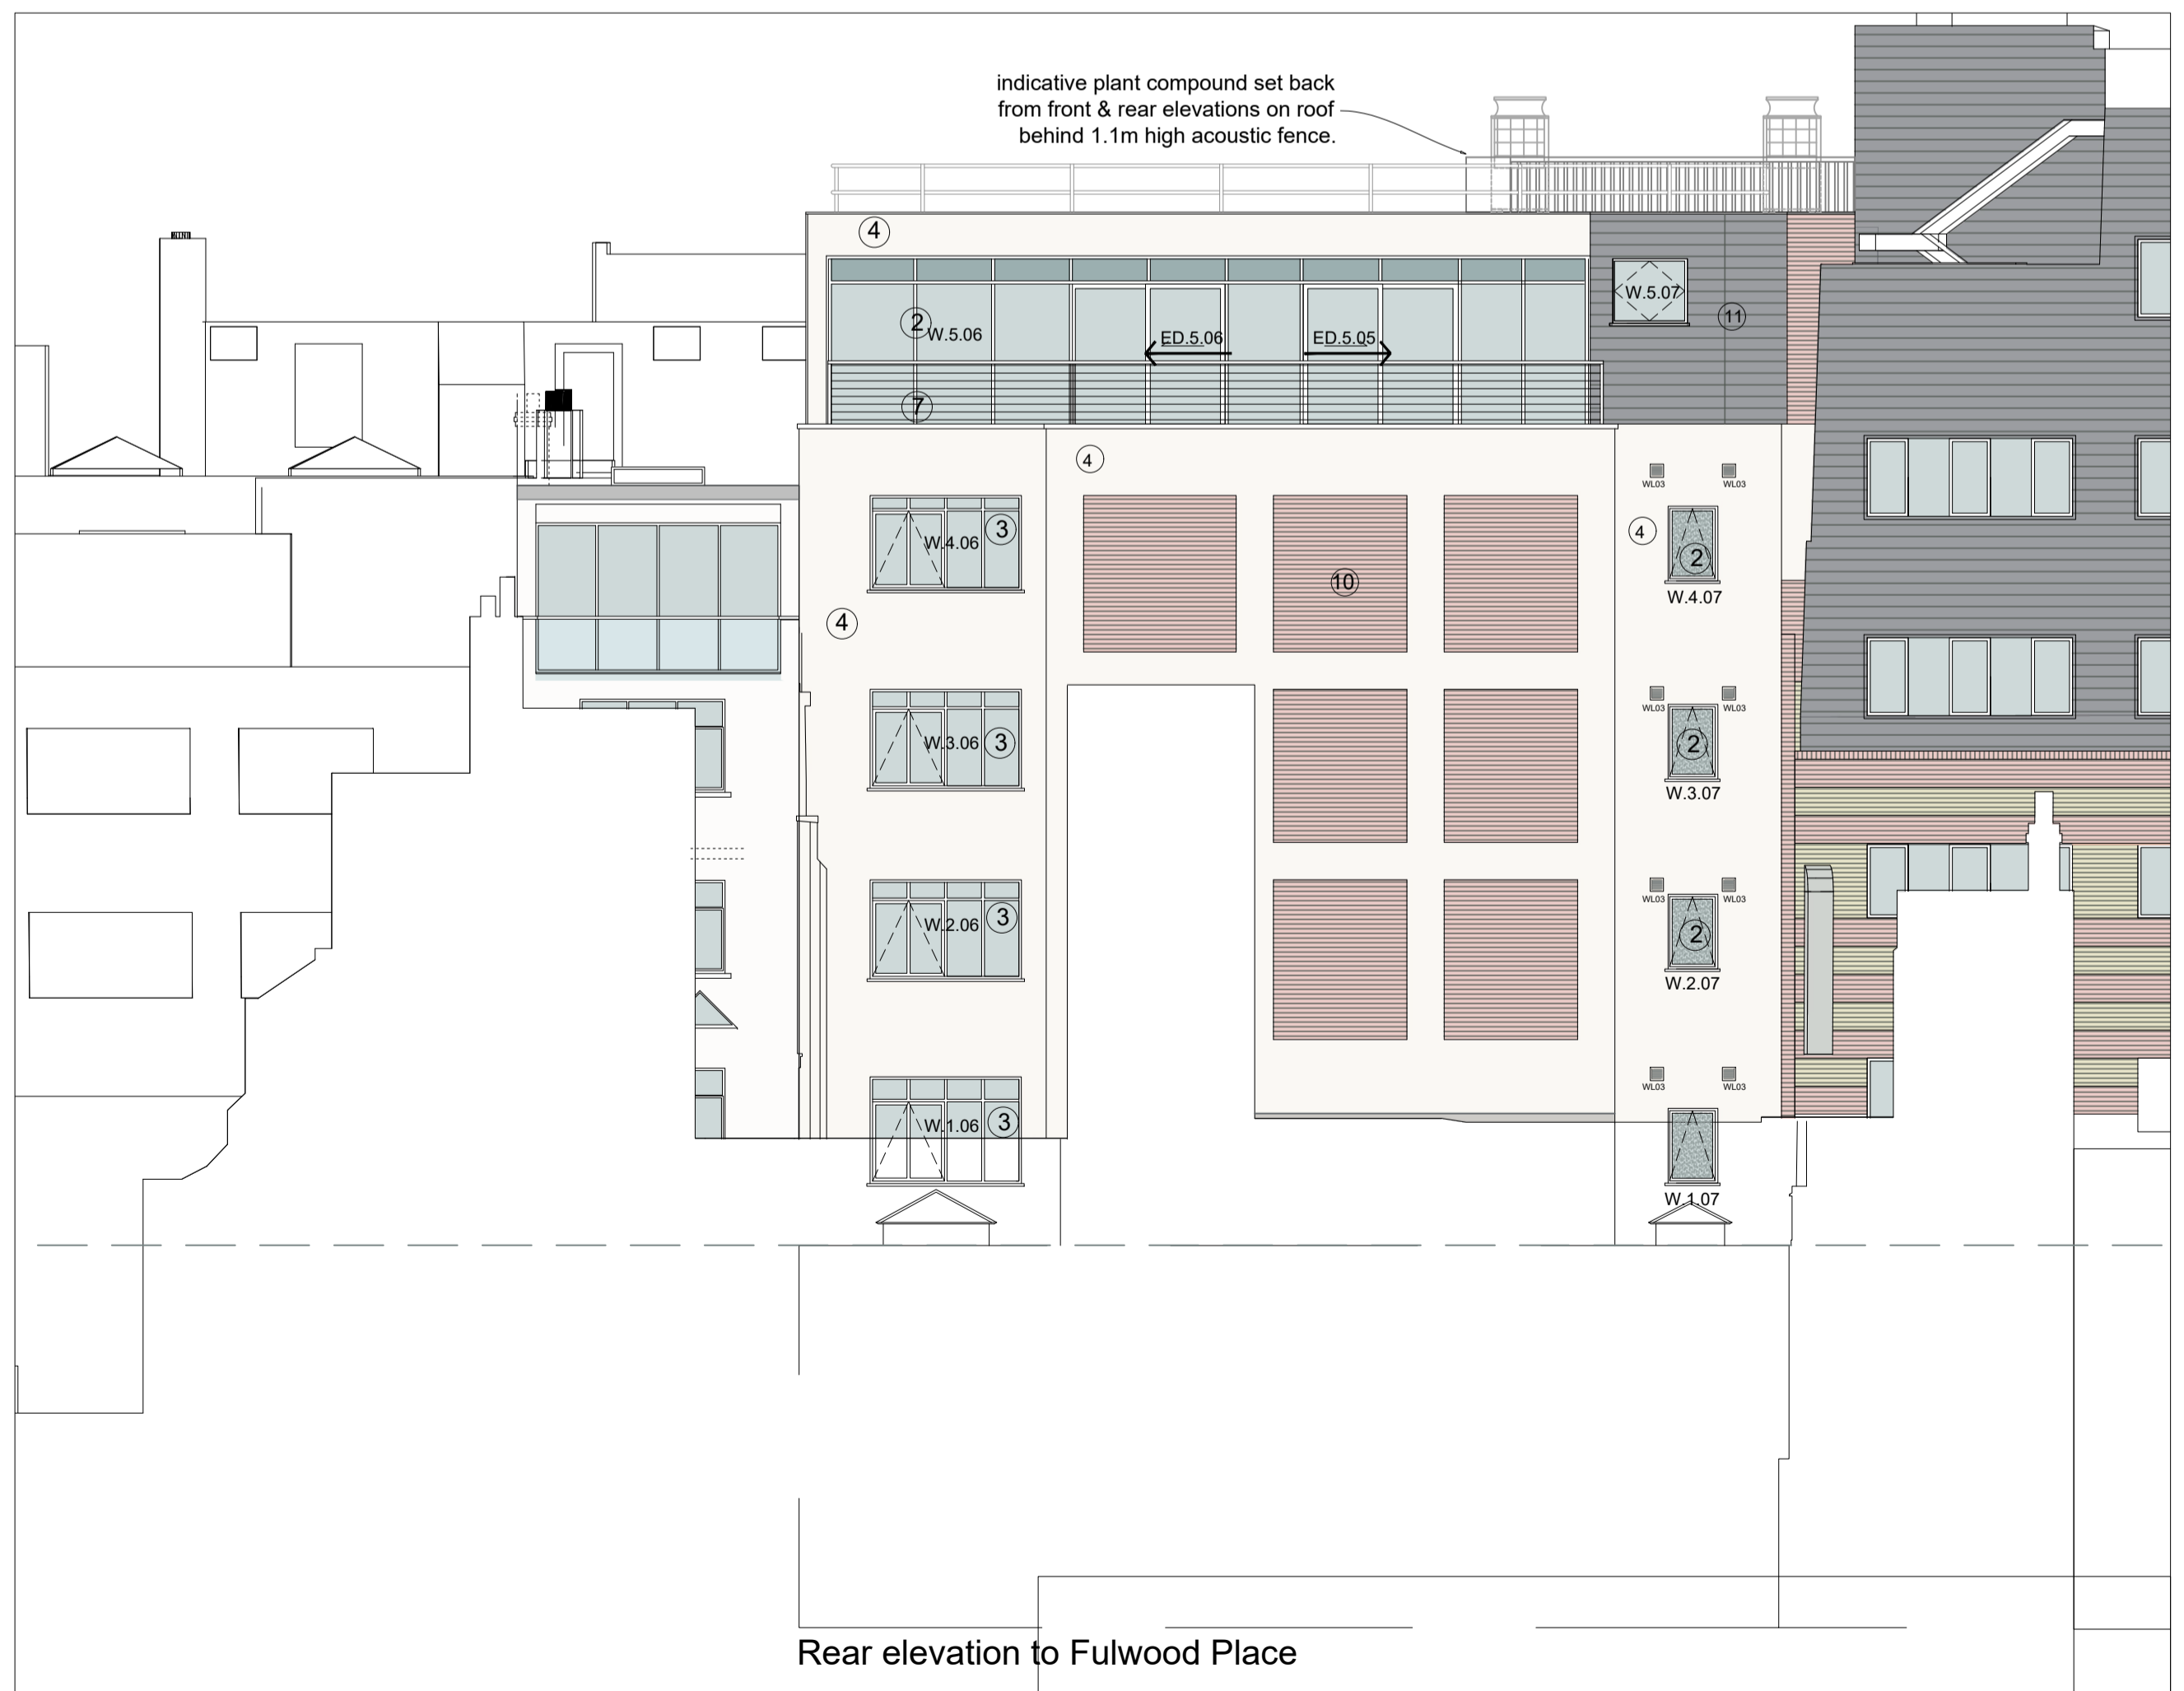 indicative plant compound set back
from front & rear elevations on roof
behind 1.1m high acoustic fence.
4
W.5.07
11
2
W.5.06
ED.5.06
ED.5.05
7
4
WL03
WL03
3
W.4.06
4
2
10
W.4.07
4
WL03
WL03
W.3.06
3
2
W.3.07
WL03
WL03
W.2.06
3
2
W.2.07
WL03
WL03
W.1.06
3
W.1.07
Rear elevation to Fulwood Place